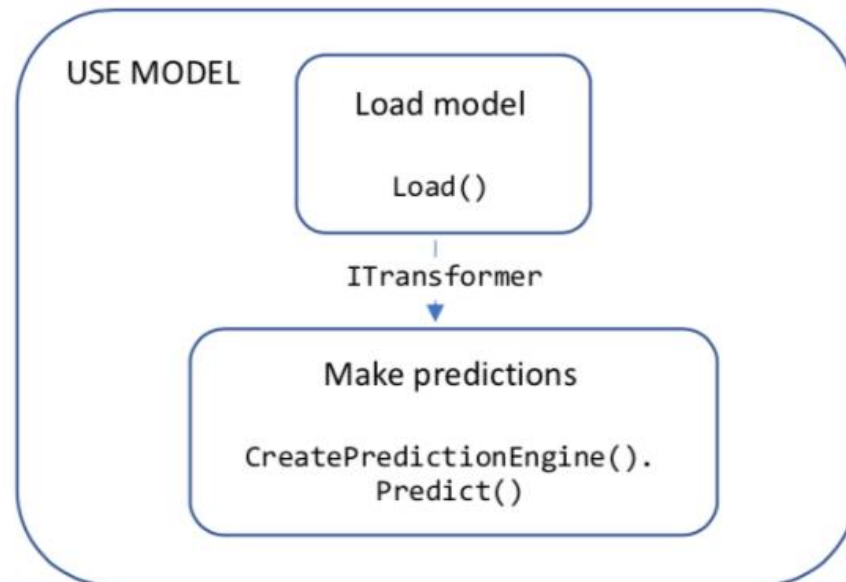 USE MODEL
Load model
Load()
ITransformer
Make predictions
CreatePredictionEngine().
Predict()